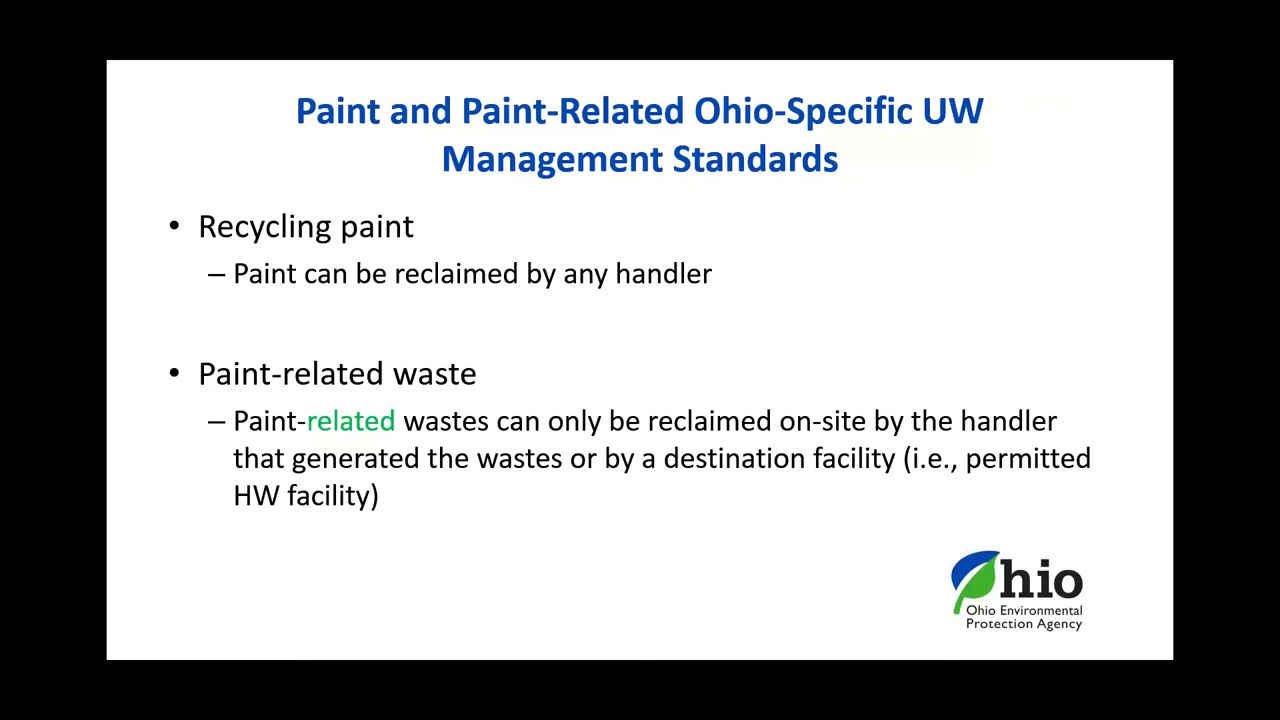 Paint and Paint-Related Ohio-Specific UW
Management Standards
• Recycling paint
– Paint can be reclaimed by any handler
• Paint-related waste
– Paint-related wastes can only be reclaimed on-site by the handler
that generated the wastes or by a destination facility (i.e., permitted
HW facility)
Ohio
Ohio Environmental
Protection Agency